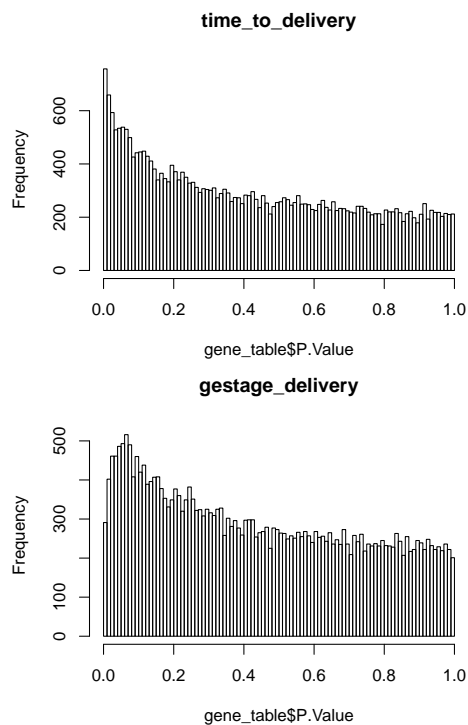 time_to_delivery
Frequency
600
400
200
0
0.0 0.2 0.4 0.6 0.8 1.0
gene_table$P.Value
gestage_delivery
Frequency
500
300
100
0
0.0 0.2 0.4 0.6 0.8 1.0
gene_table$P.Value